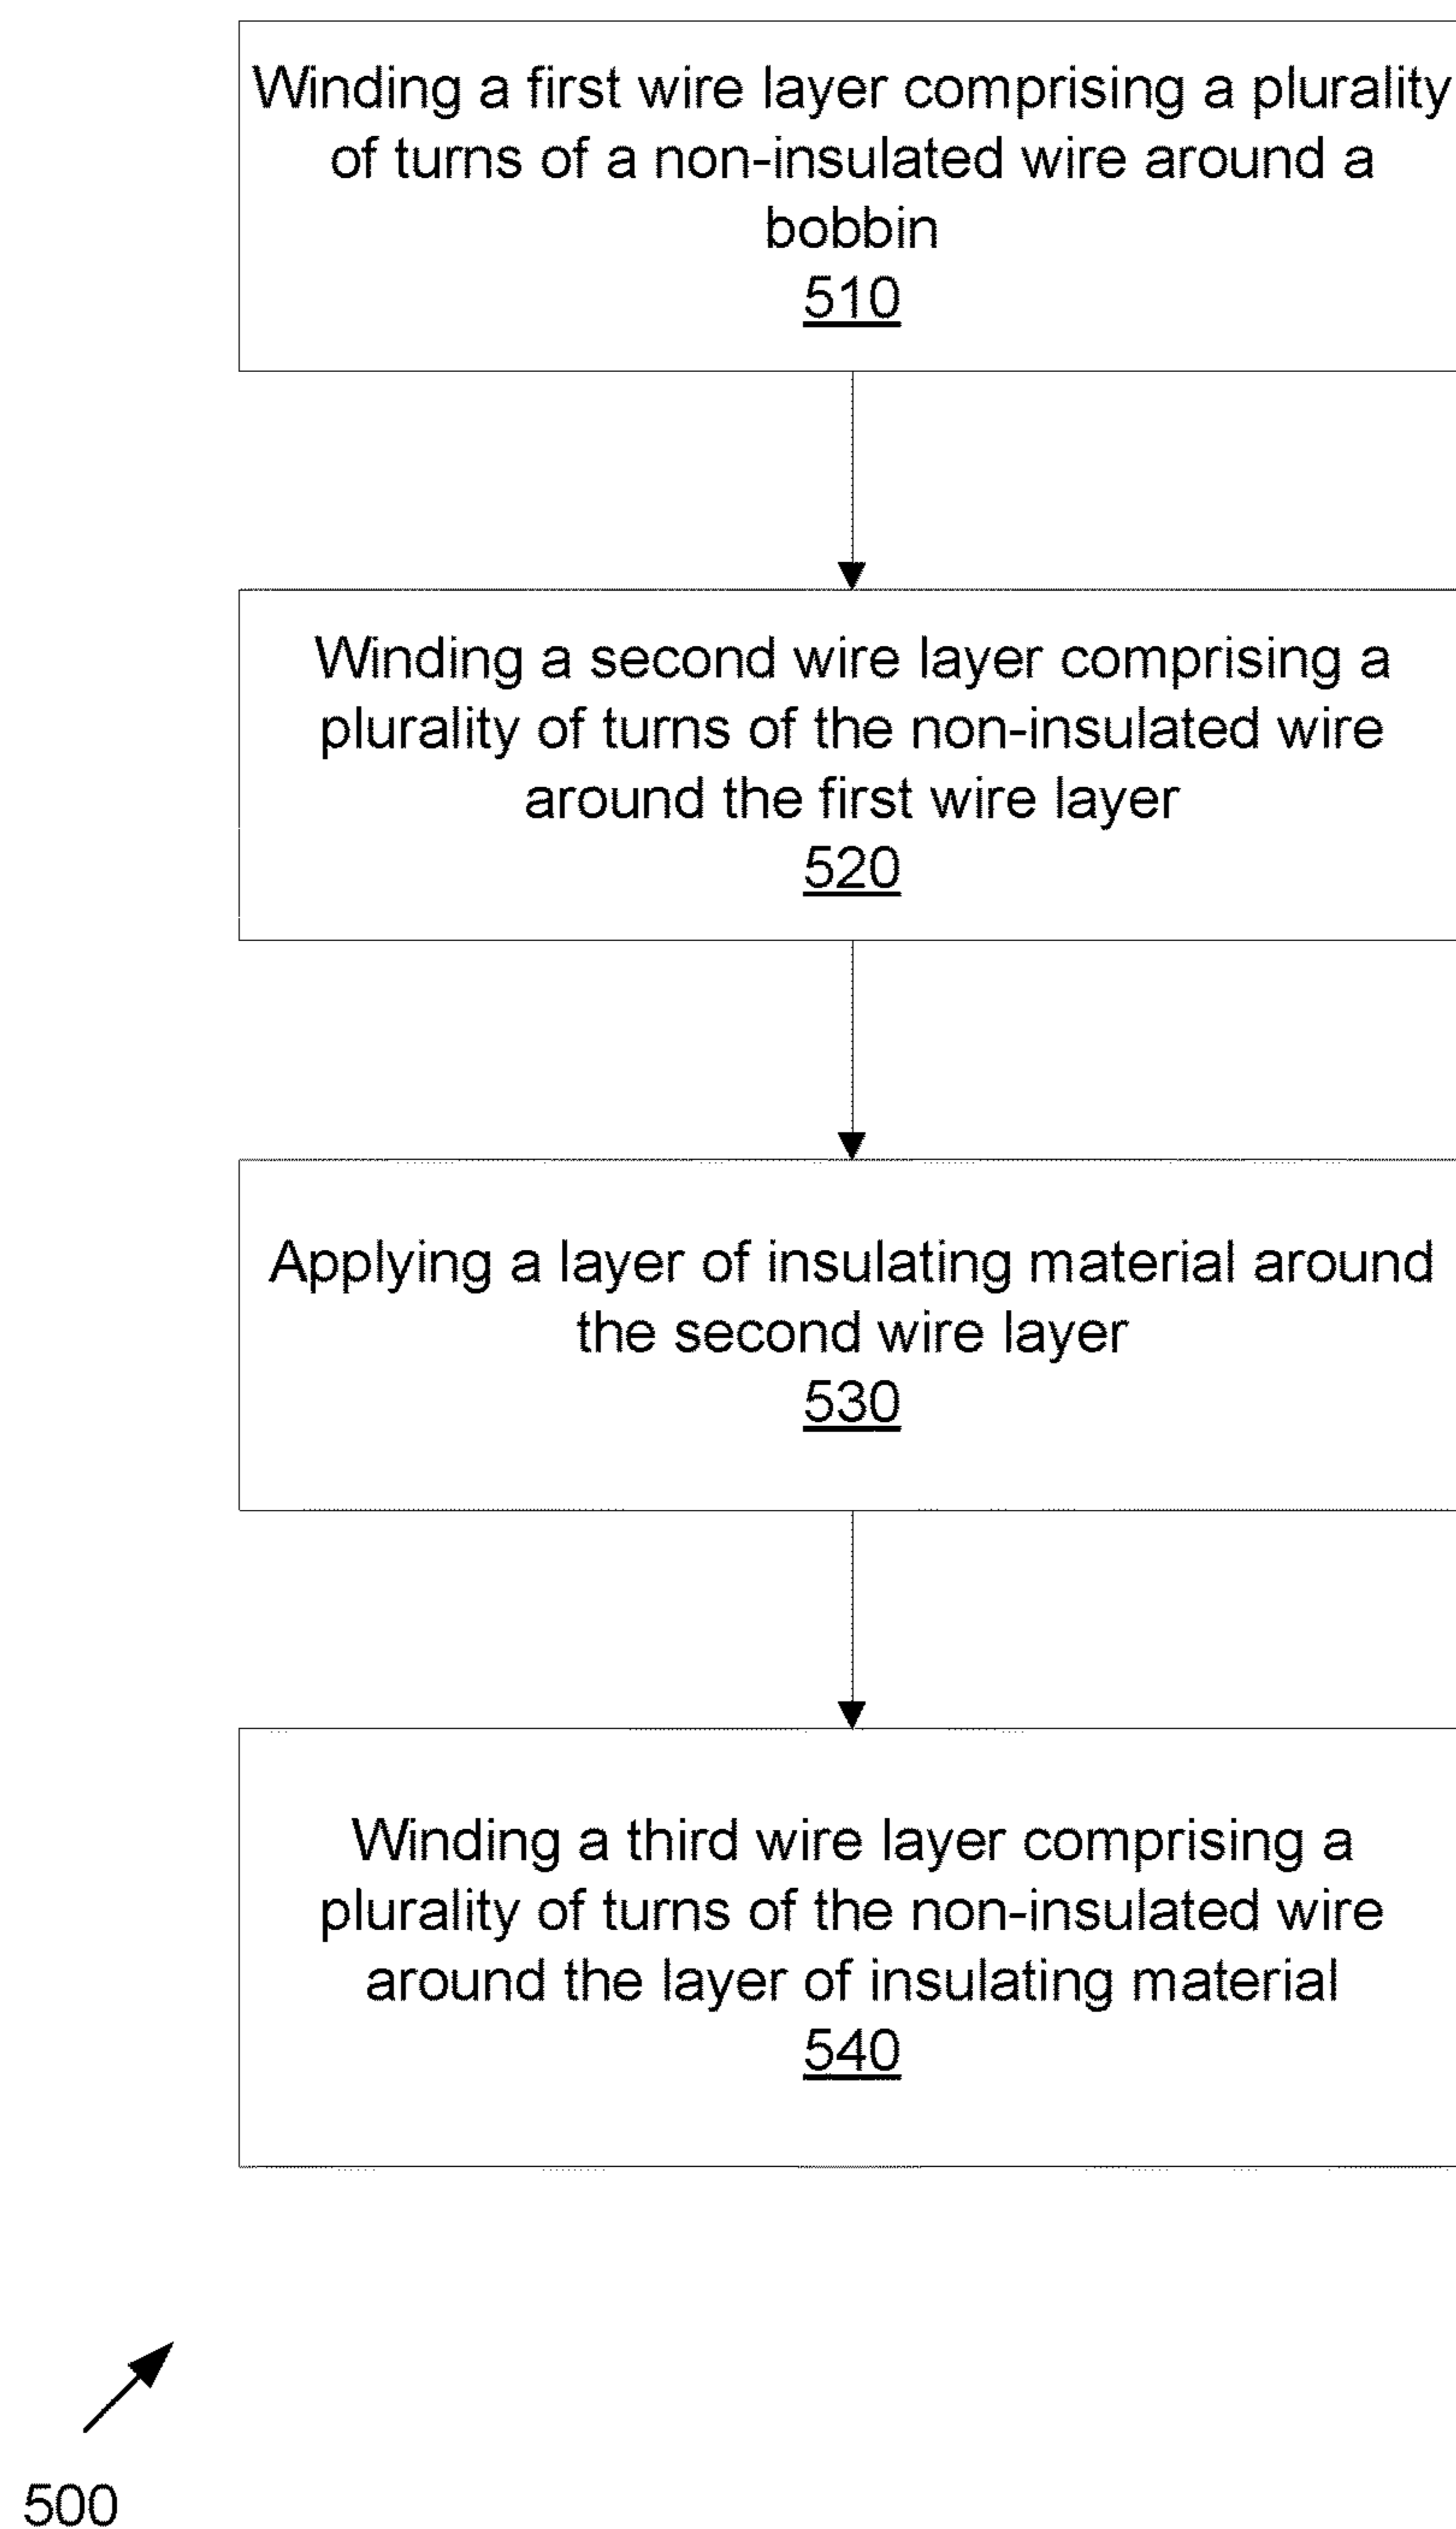 Winding a first wire layer comprising a plurality
of turns of a non-insulated wire around a
bobbin
510
Winding a second wire layer comprising a
plurality of turns of the non-insulated wire
around the first wire layer
520
Applying a layer of insulating material around
the second wire layer
530
Winding a third wire layer comprising a
plurality of turns of the non-insulated wire
around the layer of insulating material
540
500